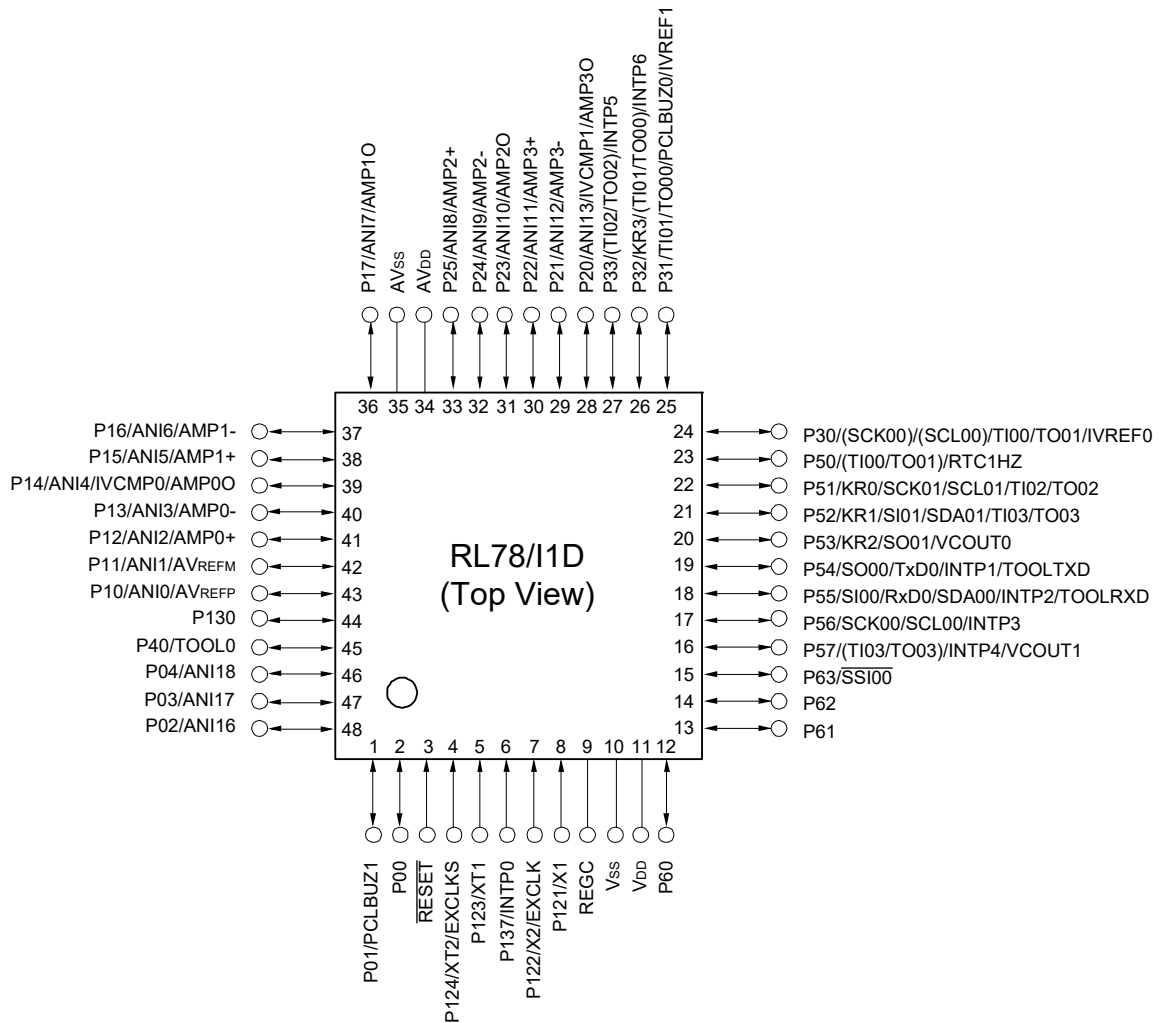 P17/ANI7/AMP1O
AVSS
AVDD
P25/ANI8/AMP2+
P24/ANI9/AMP2-
P23/ANI10/AMP2O
P22/ANI11/AMP3+
P21/ANI12/AMP3-
P20/ANI13/IVCMP1/AMP3O
P33/(TI02/TO02)/INTP5
P32/KR3/(TI01/TO00)/INTP6
P31/TI01/TO00/PCLBUZ0/IVREF1
36 35 34 33 32 31 30 29 28 27 26 25
P16/ANI6/AMP1- 37
P15/ANI5/AMP1+ 38
P14/ANI4/IVCMP0/AMP0O 39
P13/ANI3/AMP0- 40
P12/ANI2/AMP0+ 41
P11/ANI1/AVREFM 42
P10/ANI0/AVREFP 43
P130 44
P40/TOOL0 45
P04/ANI18 46
P03/ANI17 47
P02/ANI16 48
RL78/I1D
(Top View)
24 P30/(SCK00)/(SCL00)/TI00/TO01/IVREF0
23 P50/(TI00/TO01)/RTC1HZ
22 P51/KR0/SCK01/SCL01/TI02/TO02
21 P52/KR1/SI01/SDA01/TI03/TO03
20 P53/KR2/SO01/VCOUT0
19 P54/SO00/TxD0/INTP1/TOOLTXD
18 P55/SI00/RxD0/SDA00/INTP2/TOOLRXD
17 P56/SCK00/SCL00/INTP3
16 P57/(TI03/TO03)/INTP4/VCOUT1
15 P63/SSI00
14 P62
13 P61
1 2 3 4 5 6 7 8 9 10 11 12
P01/PCLBUZ1
P00
RESET
P124/XT2/EXCLKS
P123/XT1
P137/INTP0
P122/X2/EXCLK
P121/X1
REGC
VSS
VDD
P60